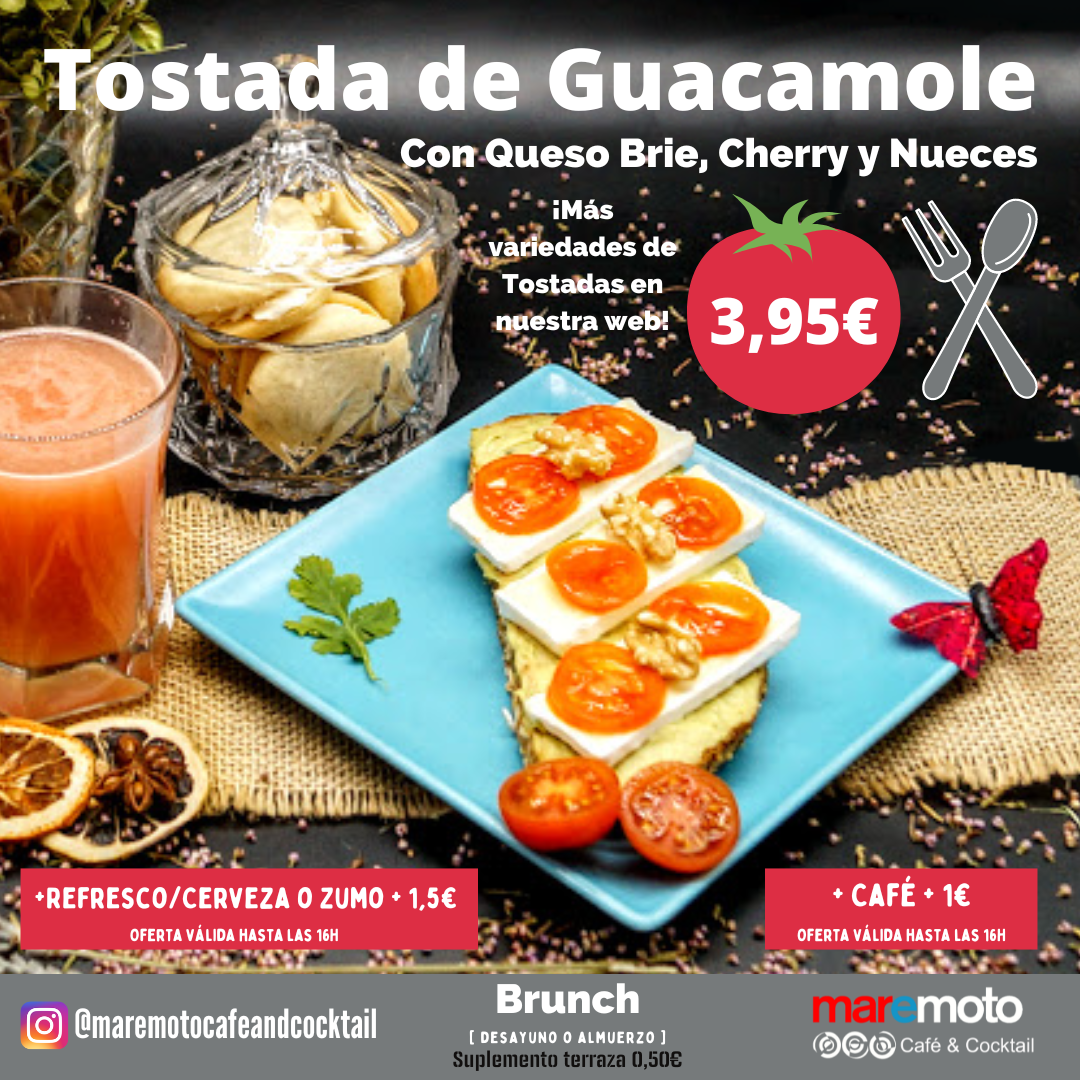 Tostada de Guacamole
Con Queso Brie, Cherry y Nueces
¡Más
variedades de
Tostadas en
nuestra web!
3,95€
+REFRESCO/CERVEZA O ZUMO + 1,5€
OFERTA VÁLIDA HASTA LAS 16H
+ CAFÉ + 1€
OFERTA VÁLIDA HASTA LAS 16H
@maremotocafeandcocktail
Brunch
[ DESAYUNO O ALMUERZO ]
Suplemento terraza 0,50€
maremoto
Café & Cocktail